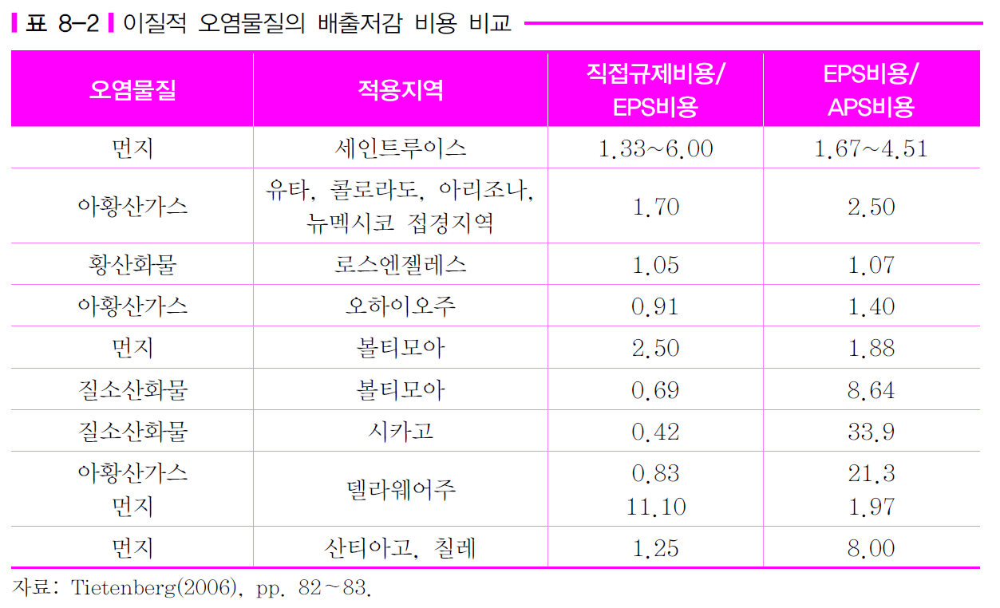 표 8-2 이질적 오염물질의 배출저감 비용 비교
오염물질 적용지역 직접규제비용/ EPS비용/
EPS비용 APS비용
먼지 세인트루이스 1.33~6.00 1.67~4.51
유타, 콜로라도, 아리조나,
아황산가스 1.70 2.50
뉴멕시코 접경지역
황산화물 로스엔젤레스 1.05 1.07
아황산가스 오하이오주 0.91 1.40
먼지 볼티모아 2.50 1.88
질소산화물 볼티모아 0.69 8.64
질소산화물 시카고 0.42 33.9
아황산가스 0.83 21.3
델라웨어주
먼지 11.10 1.97
먼지 산티아고, 칠레 1.25 8.00
자료: Tietenberg(2006), pp. 82~83.